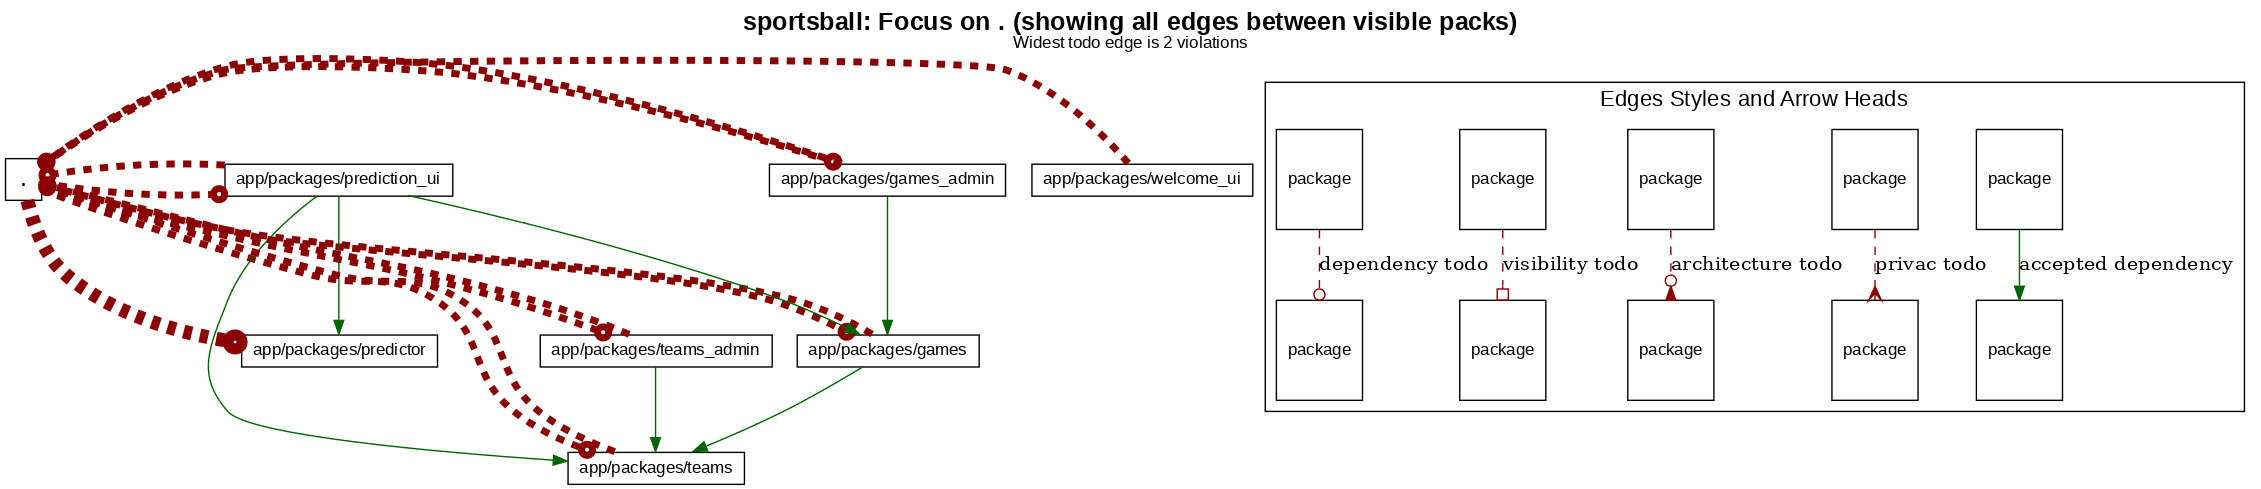 sportsball: Focus on . (showing all edges between visible packs)
Widest todo edge is 2 violations
.
app/packages/prediction_ui
app/packages/games_admin
app/packages/welcome_ui
app/packages/predictor
app/packages/teams_admin
app/packages/games
app/packages/teams
Edges Styles and Arrow Heads
package
package
package
package
package
dependency todo
visibility todo
architecture todo
privac todo
accepted dependency
package
package
package
package
package